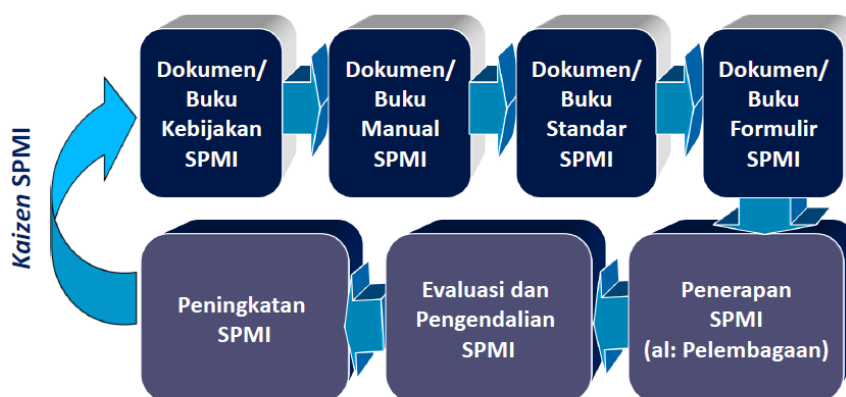 Dokumen/
Buku
Kebijakan
SPMI
Dokumen/
Buku
Manual
SPMI
Dokumen/
Buku
Standar
SPMI
Dokumen/
Buku
Formulir
SPMI
Kaizen SPMI
Peningkatan
SPMI
Evaluasi dan
Pengendalian
SPMI
Penerapan
SPMI
(al: Pelembagaan)